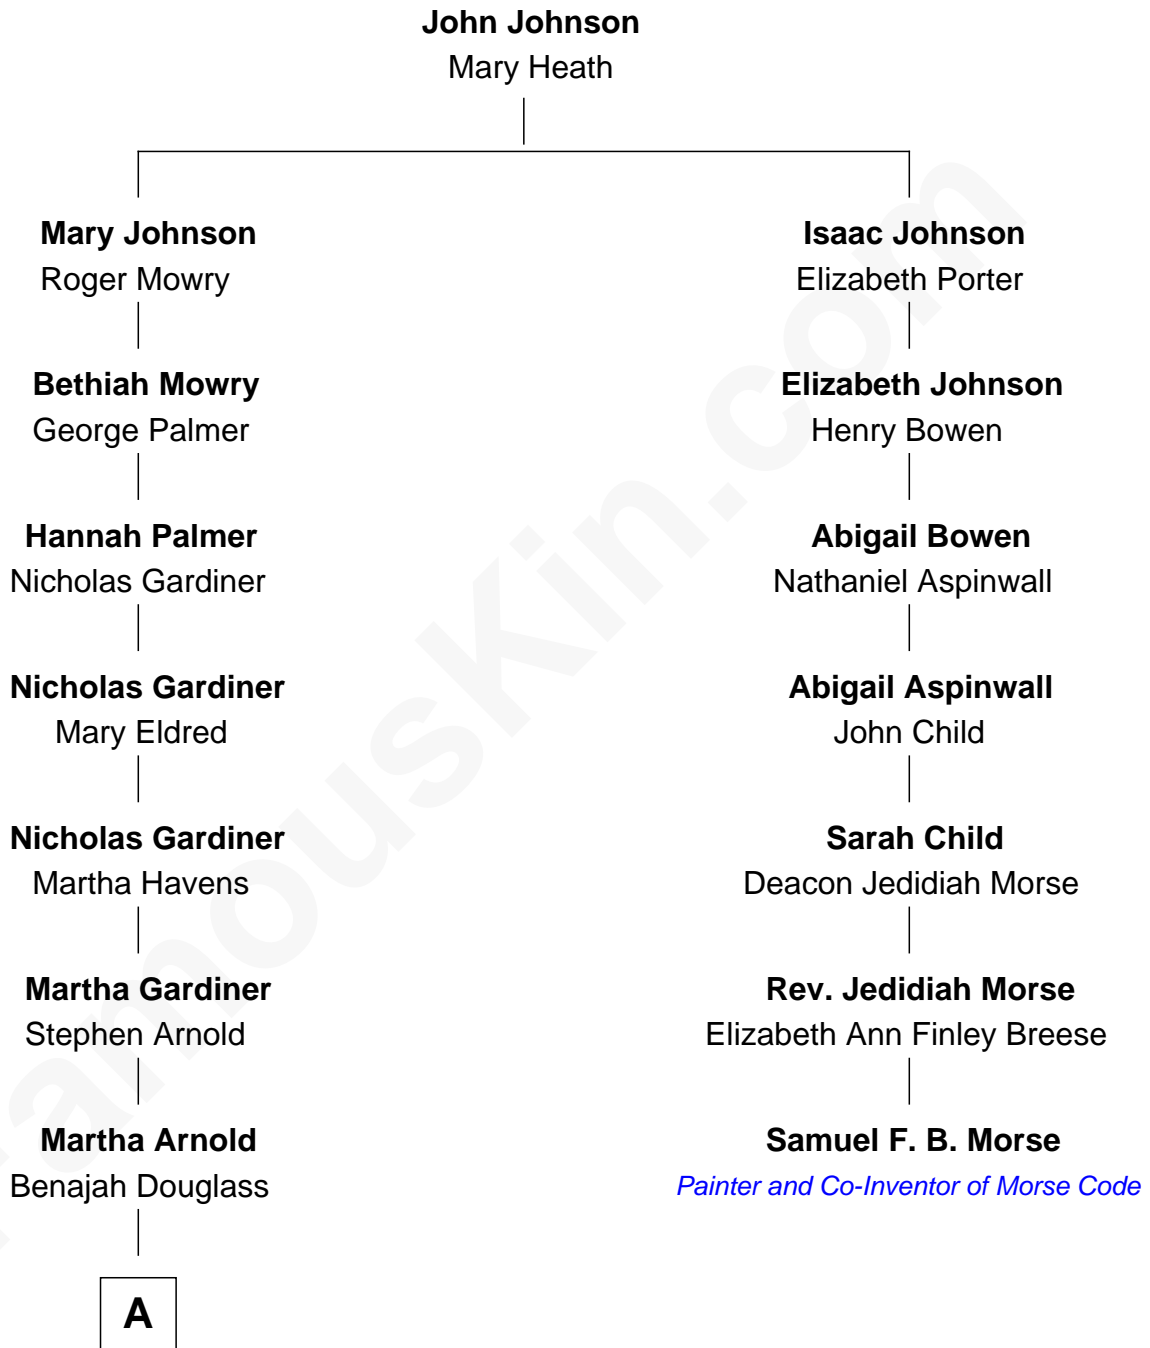 John Johnson
Mary Heath
Mary Johnson
Roger Mowry
Isaac Johnson
Elizabeth Porter
Bethiah Mowry
George Palmer
Elizabeth Johnson
Henry Bowen
Hannah Palmer
Nicholas Gardiner
Abigail Bowen
Nathaniel Aspinwall
Nicholas Gardiner
Mary Eldred
Abigail Aspinwall
John Child
Nicholas Gardiner
Martha Havens
Sarah Child
Deacon Jedidiah Morse
Martha Gardiner
Stephen Arnold
Rev. Jedidiah Morse
Elizabeth Ann Finley Breese
Martha Arnold
Benajah Douglass
Samuel F. B. Morse
Painter and Co-Inventor of Morse Code
A
FamousKin.com